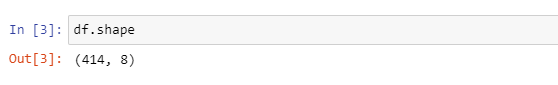 In [3]: df.shape
Out[3]: (414, 8)